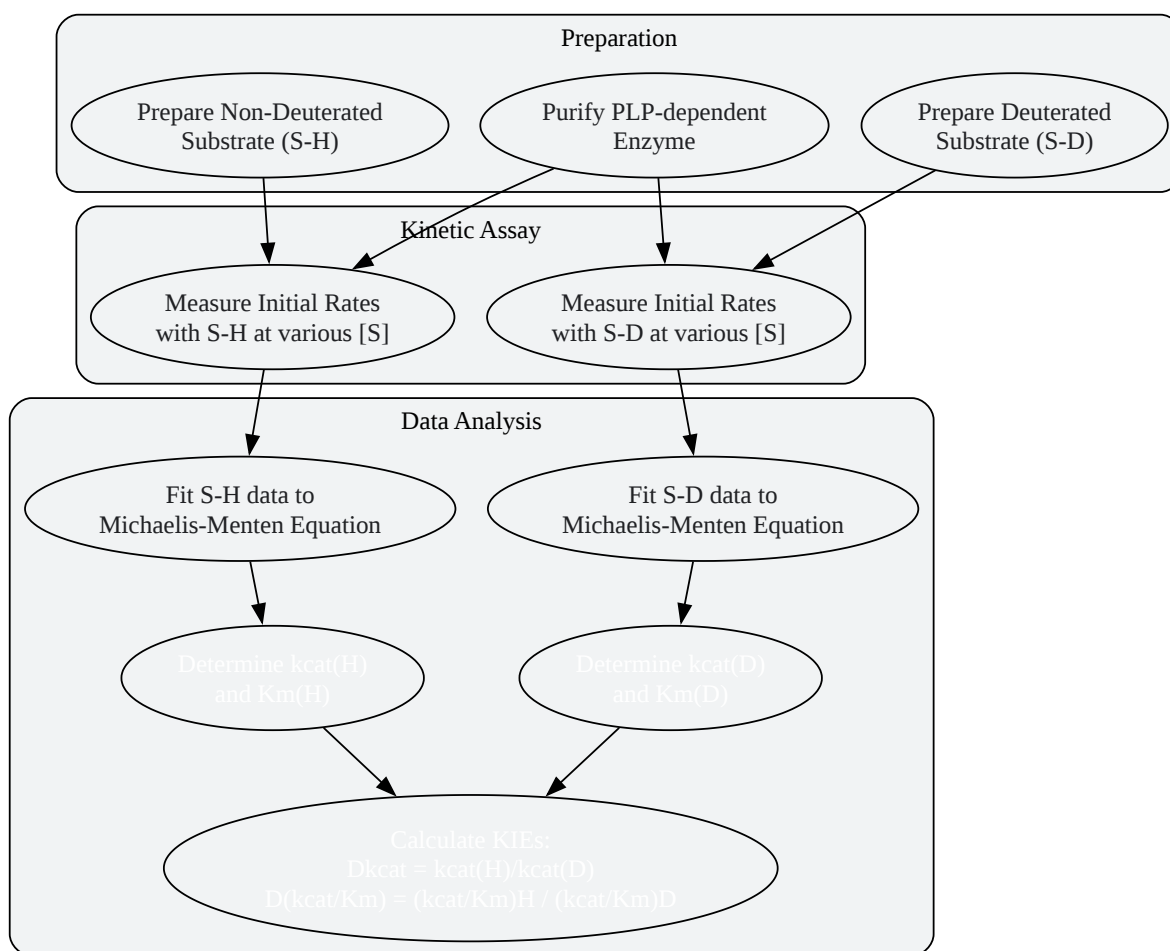 Preparation
Prepare Non-Deuterated
Substrate (S-H)
Purify PLP-dependent
Enzyme
Prepare Deuterated
Substrate (S-D)
Kinetic Assay
Measure Initial Rates
with S-H at various [S]
Measure Initial Rates
with S-D at various [S]
Data Analysis
Fit S-H data to
Michaelis-Menten Equation
Fit S-D data to
Michaelis-Menten Equation
Determine kcat(H)
and Km(H)
Determine kcat(D)
and Km(D)
Calculate KIEs:
Dkcat = kcat(H)/kcat(D)
D(kcat/Km) = (kcat/Km)H / (kcat/Km)D